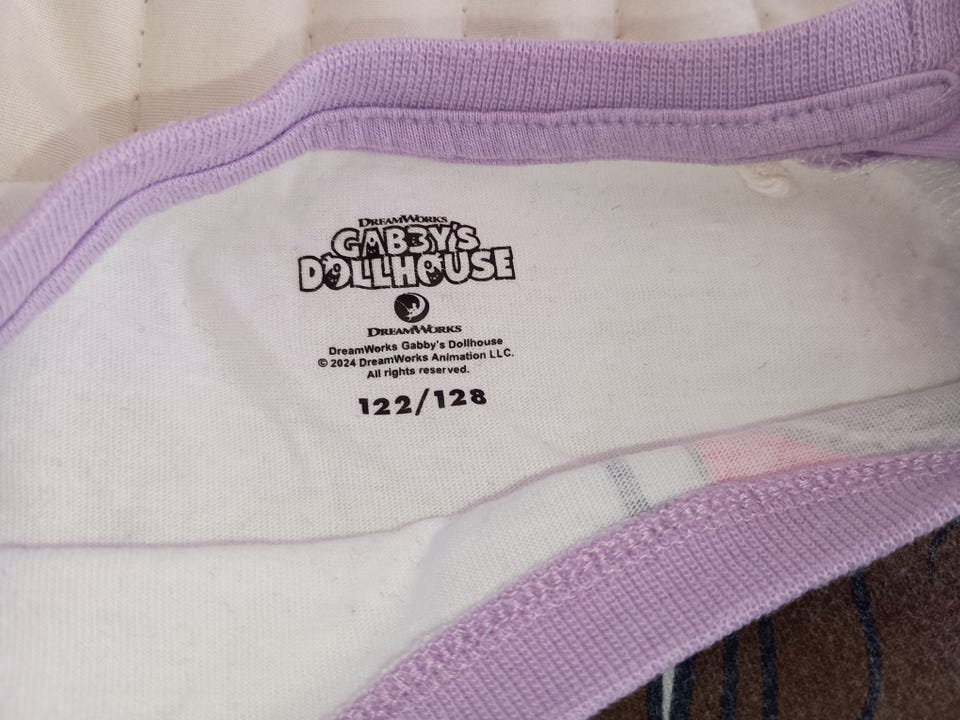 DREAMWORKS
GABBY'S
DOLLHOUSE
DREAMWORKS
DreamWorks Gabby's Dollhouse
© 2024 DreamWorks Animation LLC.
All rights reserved.
122/128